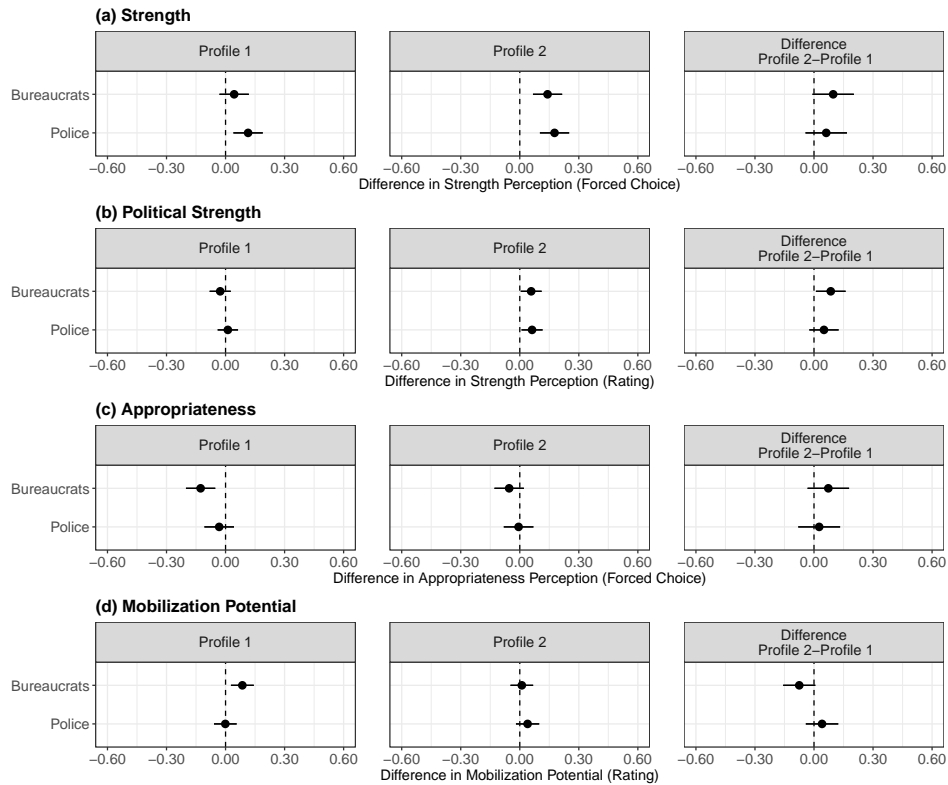 (a) Strength
Profile 1
Profile 2
Difference
Profile 2−Profile 1
Bureaucrats
Police
−0.60 −0.30 0.00 0.30 0.60 −0.60 −0.30 0.00 0.30 0.60 −0.60 −0.30 0.00 0.30 0.60
Difference in Strength Perception (Forced Choice)
(b) Political Strength
Profile 1
Profile 2
Difference
Profile 2−Profile 1
Bureaucrats
Police
−0.60 −0.30 0.00 0.30 0.60 −0.60 −0.30 0.00 0.30 0.60 −0.60 −0.30 0.00 0.30 0.60
Difference in Strength Perception (Rating)
(c) Appropriateness
Profile 1
Profile 2
Difference
Profile 2−Profile 1
Bureaucrats
Police
−0.60 −0.30 0.00 0.30 0.60 −0.60 −0.30 0.00 0.30 0.60 −0.60 −0.30 0.00 0.30 0.60
Difference in Appropriateness Perception (Forced Choice)
(d) Mobilization Potential
Profile 1
Profile 2
Difference
Profile 2−Profile 1
Bureaucrats
Police
−0.60 −0.30 0.00 0.30 0.60 −0.60 −0.30 0.00 0.30 0.60 −0.60 −0.30 0.00 0.30 0.60
Difference in Mobilization Potential (Rating)